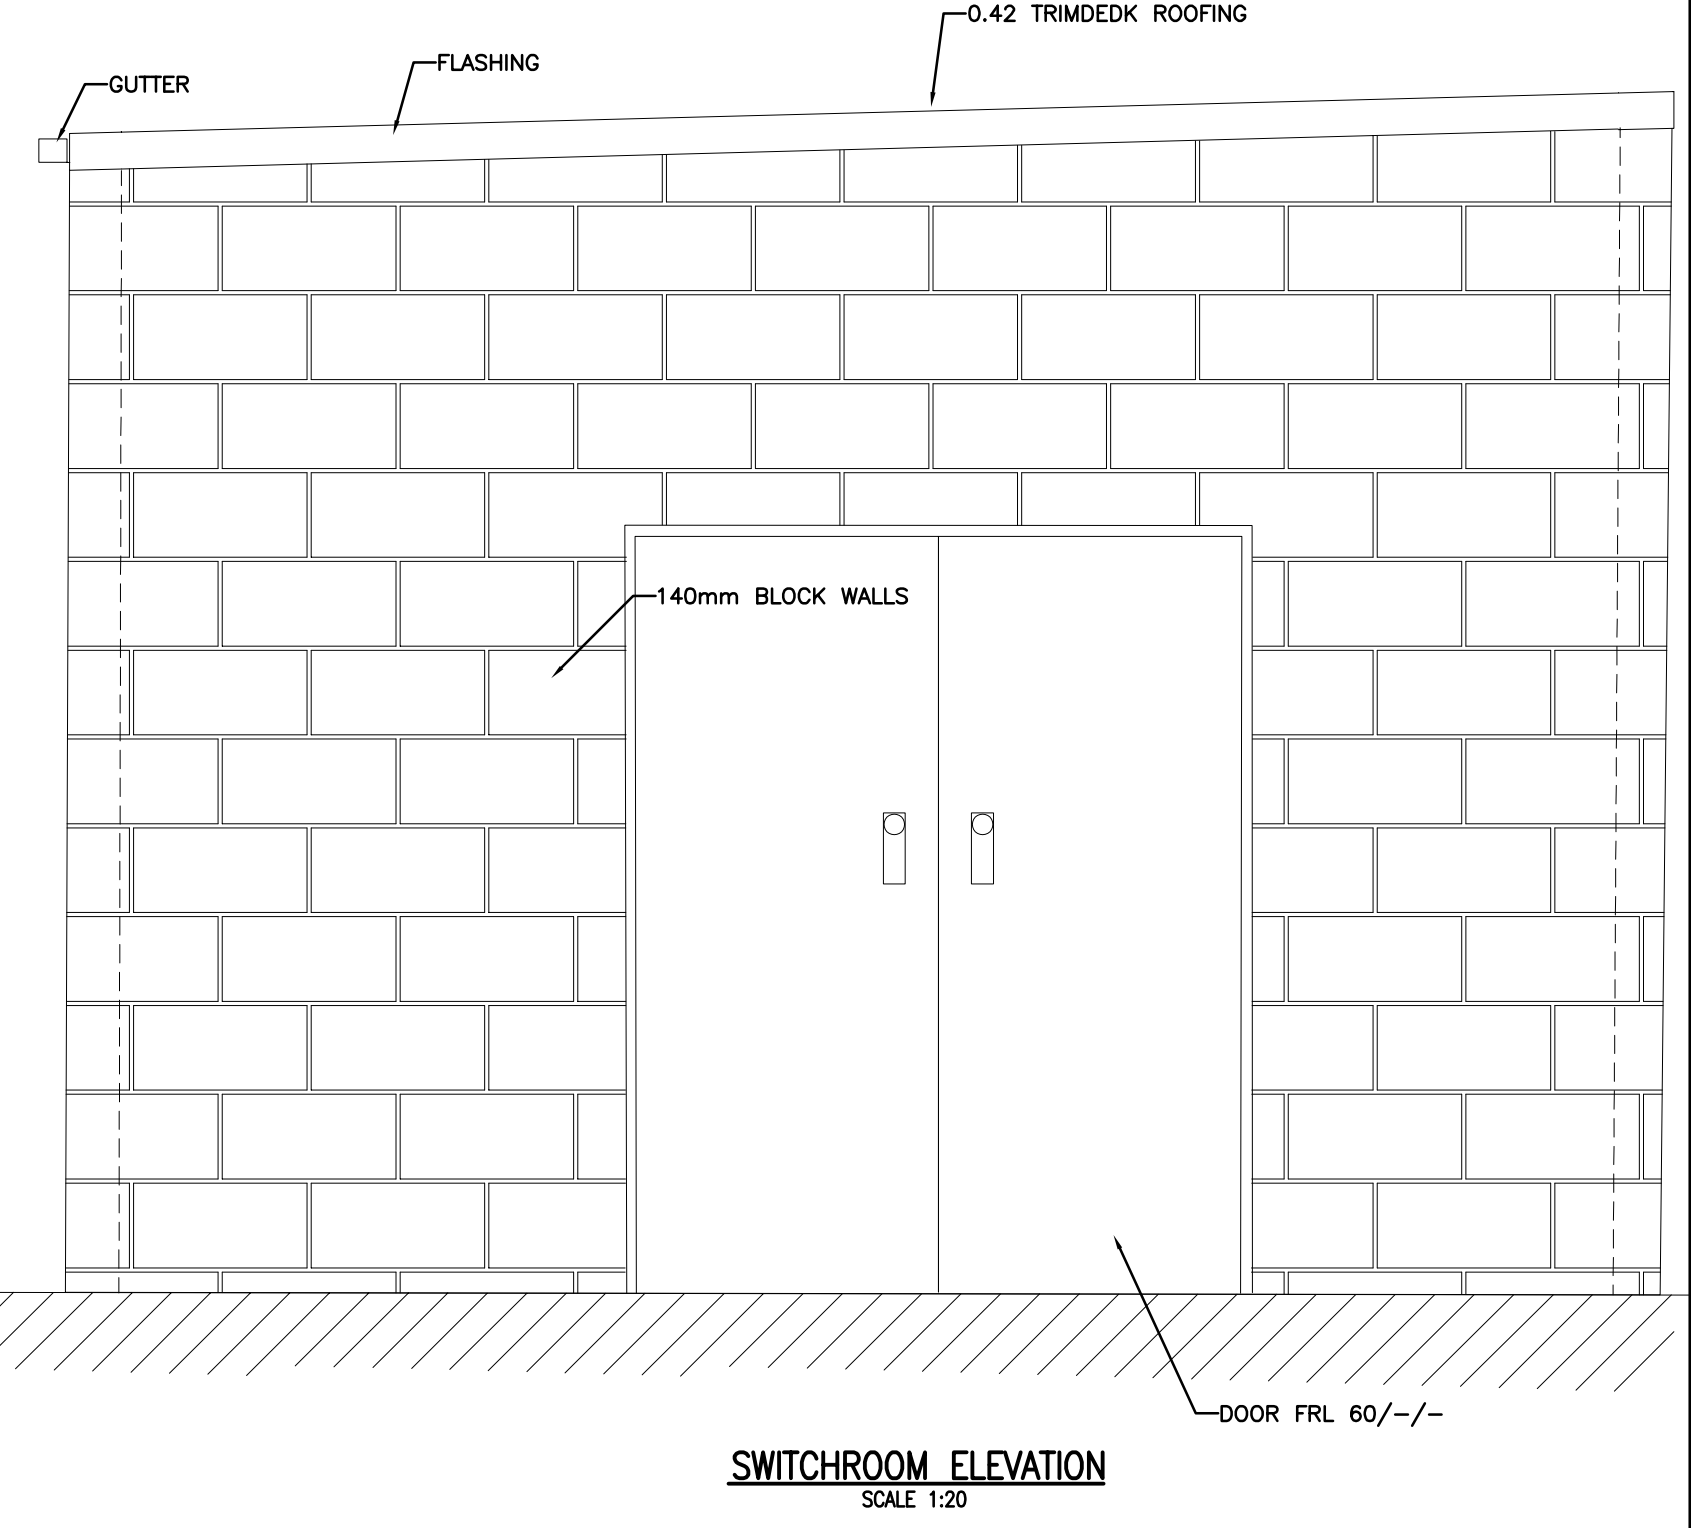 0.42 TRIMDEDK ROOFING
FLASHING
GUTTER
140mm BLOCK WALLS
DOOR FRL 60/-/-
SWITCHROOM ELEVATION
SCALE 1:20